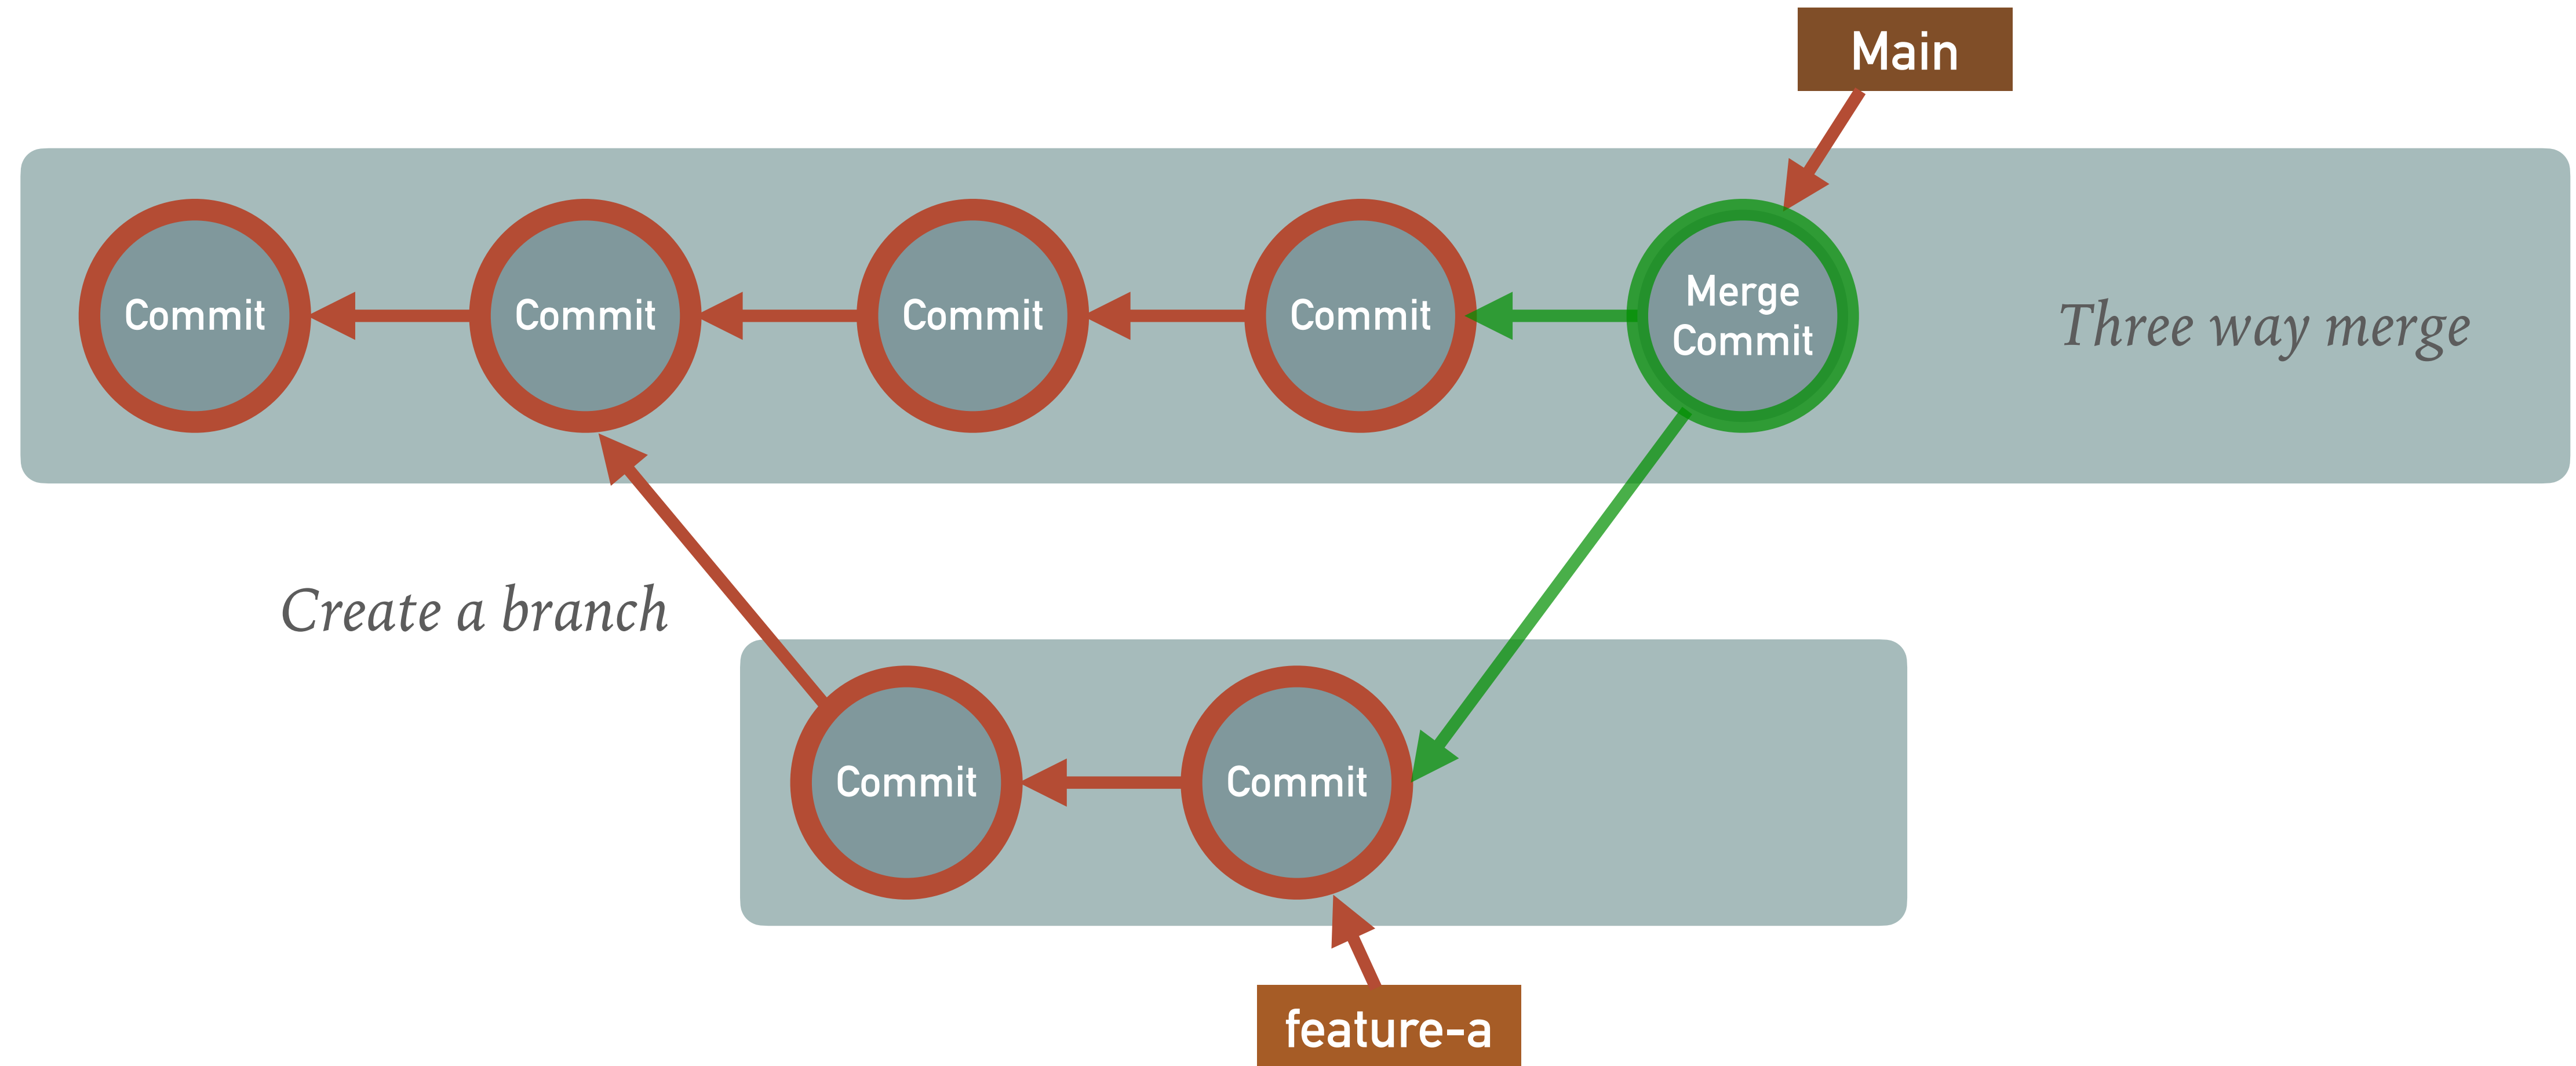 Main
Commit
Commit
Commit
Commit
Merge
Commit
Three way merge
Create a branch
Commit
Commit
feature-a